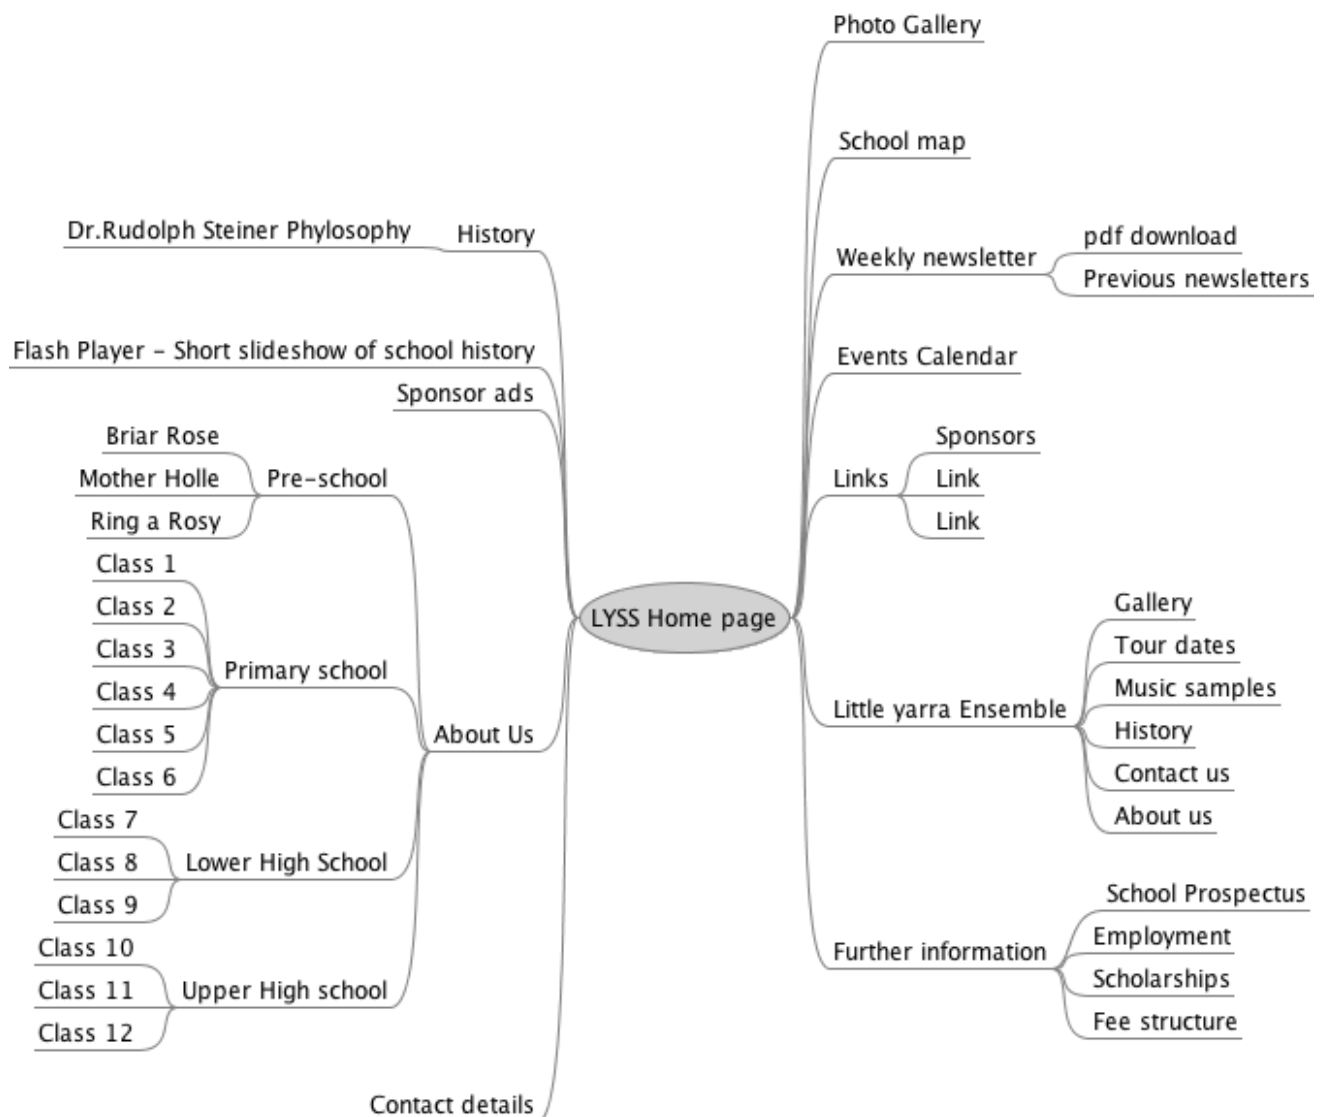 Photo Gallery
School map
Dr.Rudolph Steiner Phylosophy
History
Weekly newsletter
pdf download
Previous newsletters
Flash Player - Short slideshow of school history
Events Calendar
Sponsor ads
Briar Rose
Mother Holle
Ring a Rosy
Pre-school
Links
Sponsors
Link
Link
Class 1
Class 2
Class 3
Class 4
Class 5
Class 6
Primary school
LYSS Home page
About Us
Little yarra Ensemble
Gallery
Tour dates
Music samples
History
Contact us
About us
Class 7
Class 8
Class 9
Lower High School
Class 10
Class 11
Class 12
Upper High school
Further information
School Prospectus
Employment
Scholarships
Fee structure
Contact details